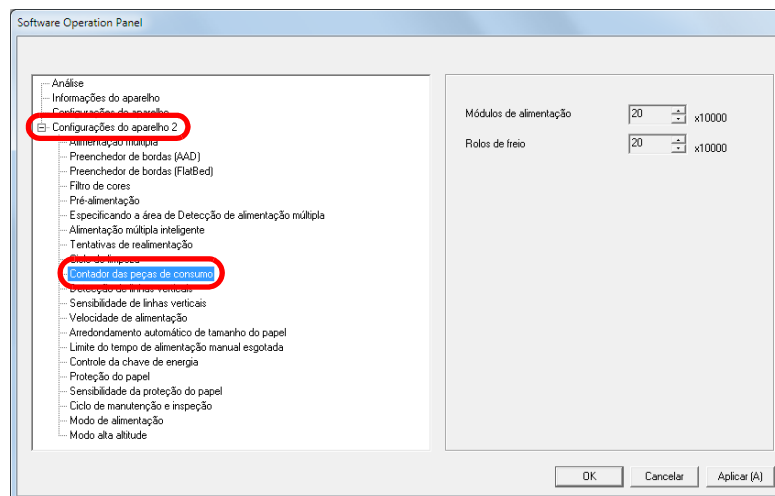 Software Operation Panel
Análise
Informações do aparelho
Configurações do aparelho
Configurações do aparelho 2
Alimentação múltipla
Preenchedor de bordas (AAD)
Preenchedor de bordas (FlatBed)
Filtro de cores
Pré-alimentação
Especificando a área de Detecção de alimentação múltipla
Alimentação múltipla inteligente
Tentativas de realimentação
Ciclo de limpeza
Contador das peças de consumo
Detecção de linhas verticais
Sensibilidade de linhas verticais
Velocidade de alimentação
Arredondamento automático de tamanho do papel
Limite do tempo de alimentação manual esgotada
Controle da chave de energia
Proteção do papel
Sensibilidade da proteção do papel
Ciclo de manutenção e inspeção
Modo de alimentação
Modo alta altitude
Módulos de alimentação 20 x10000
Rolos de freio 20 x10000
OK Cancelar Aplicar (A)